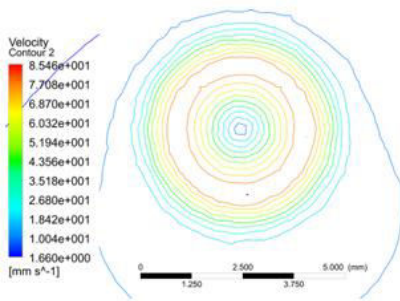 Velocity
Contour 2
8.546e+001
7.708e+001
6.870e+001
6.032e+001
5.194e+001
4.356e+001
3.518e+001
2.680e+001
1.842e+001
1.004e+001
1.660e+000
[mm s^-1]
0 2.500 5.000 (mm)
1.250 3.750